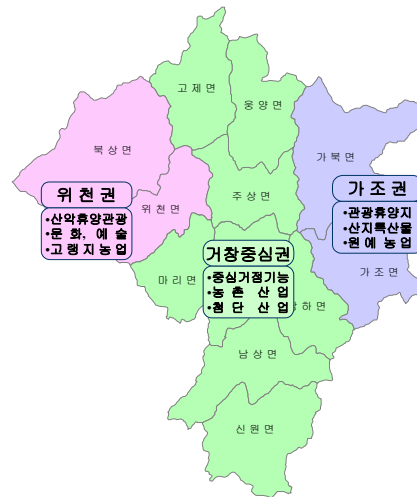 고제면
웅양면
북상면
가북면
위천권
•산악휴양관광
•문화, 예술
•고랭지농업
위천면
주상면
가조권
•관광휴양지
•산지특산물
•원예농업
거창중심권
•중심거점기능
•농촌 산업
•첨단 산업
마리면
가조면
하면
남상면
신원면